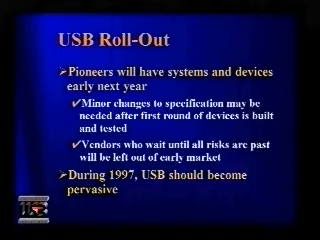 USB Roll-Out
➢Pioneers will have systems and devices
early next year
✓Minor changes to specification may be
needed after first round of devices is built
and tested
✓Vendors who wait until all risks are past
will be left out of early market
➢During 1997, USB should become
pervasive